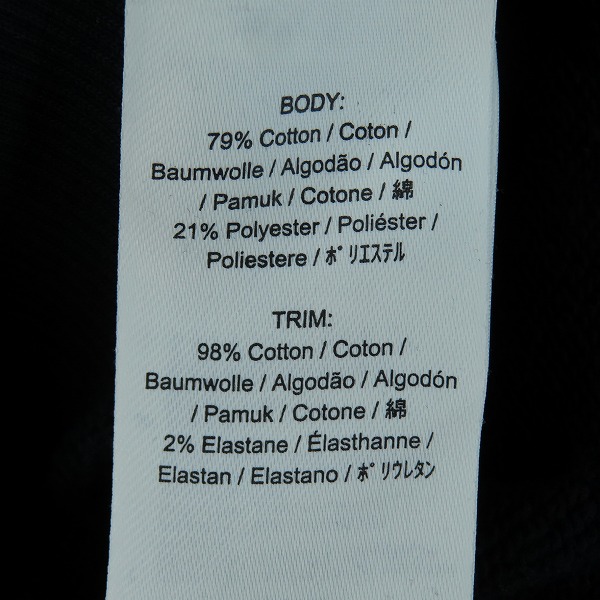 BODY:
79% Cotton / Coton /
Baumwolle / Algodão / Algodón
/ Pamuk / Cotone / 綿
21% Polyester / Poliéster /
Poliestere / ﾎﾟﾘｴｽﾃﾙ
TRIM:
98% Cotton / Coton /
Baumwolle / Algodão / Algodón
/ Pamuk / Cotone / 綿
2% Elastane / Élasthanne /
Elastan / Elastano / ﾎﾟﾘｳﾚﾀﾝ